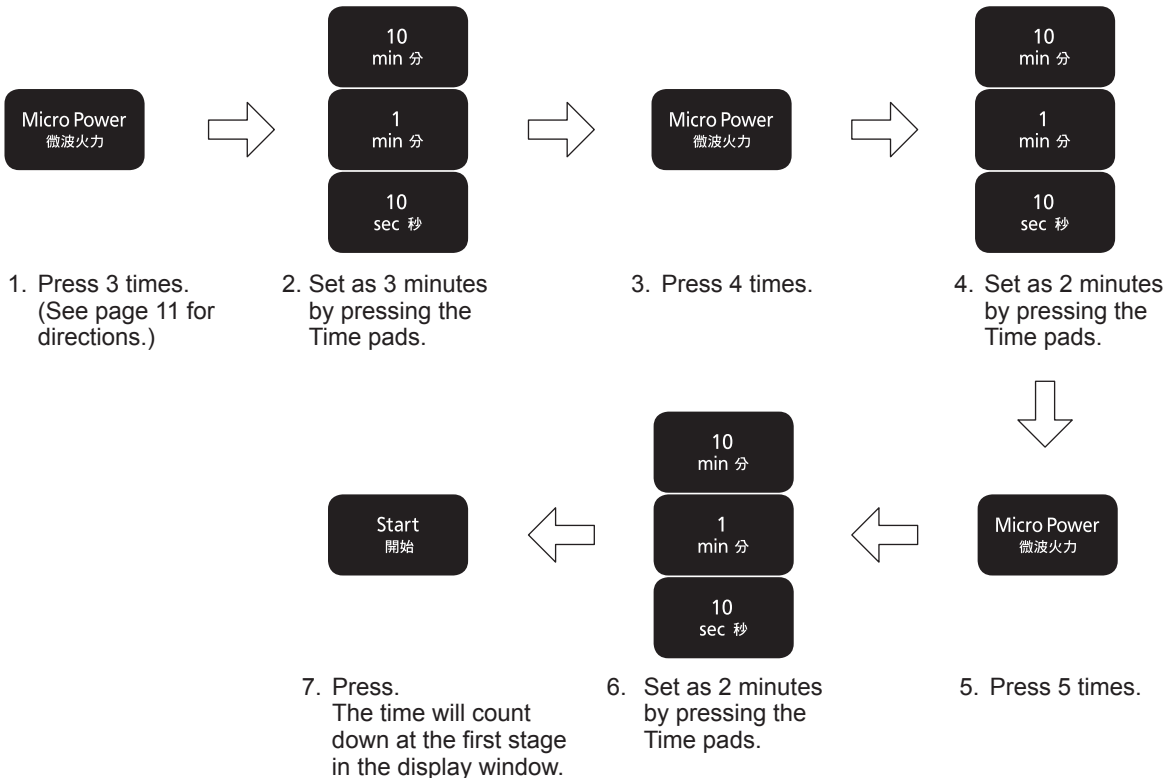 Micro Power
微波火力
10
min 分
1
min 分
10
sec 秒
Micro Power
微波火力
10
min 分
1
min 分
10
sec 秒
1. Press 3 times.
(See page 11 for
directions.)
2. Set as 3 minutes
by pressing the
Time pads.
3. Press 4 times.
4. Set as 2 minutes
by pressing the
Time pads.
Micro Power
微波火力
10
min 分
1
min 分
10
sec 秒
Start
開始
5. Press 5 times.
6. Set as 2 minutes
by pressing the
Time pads.
7. Press.
The time will count
down at the first stage
in the display window.